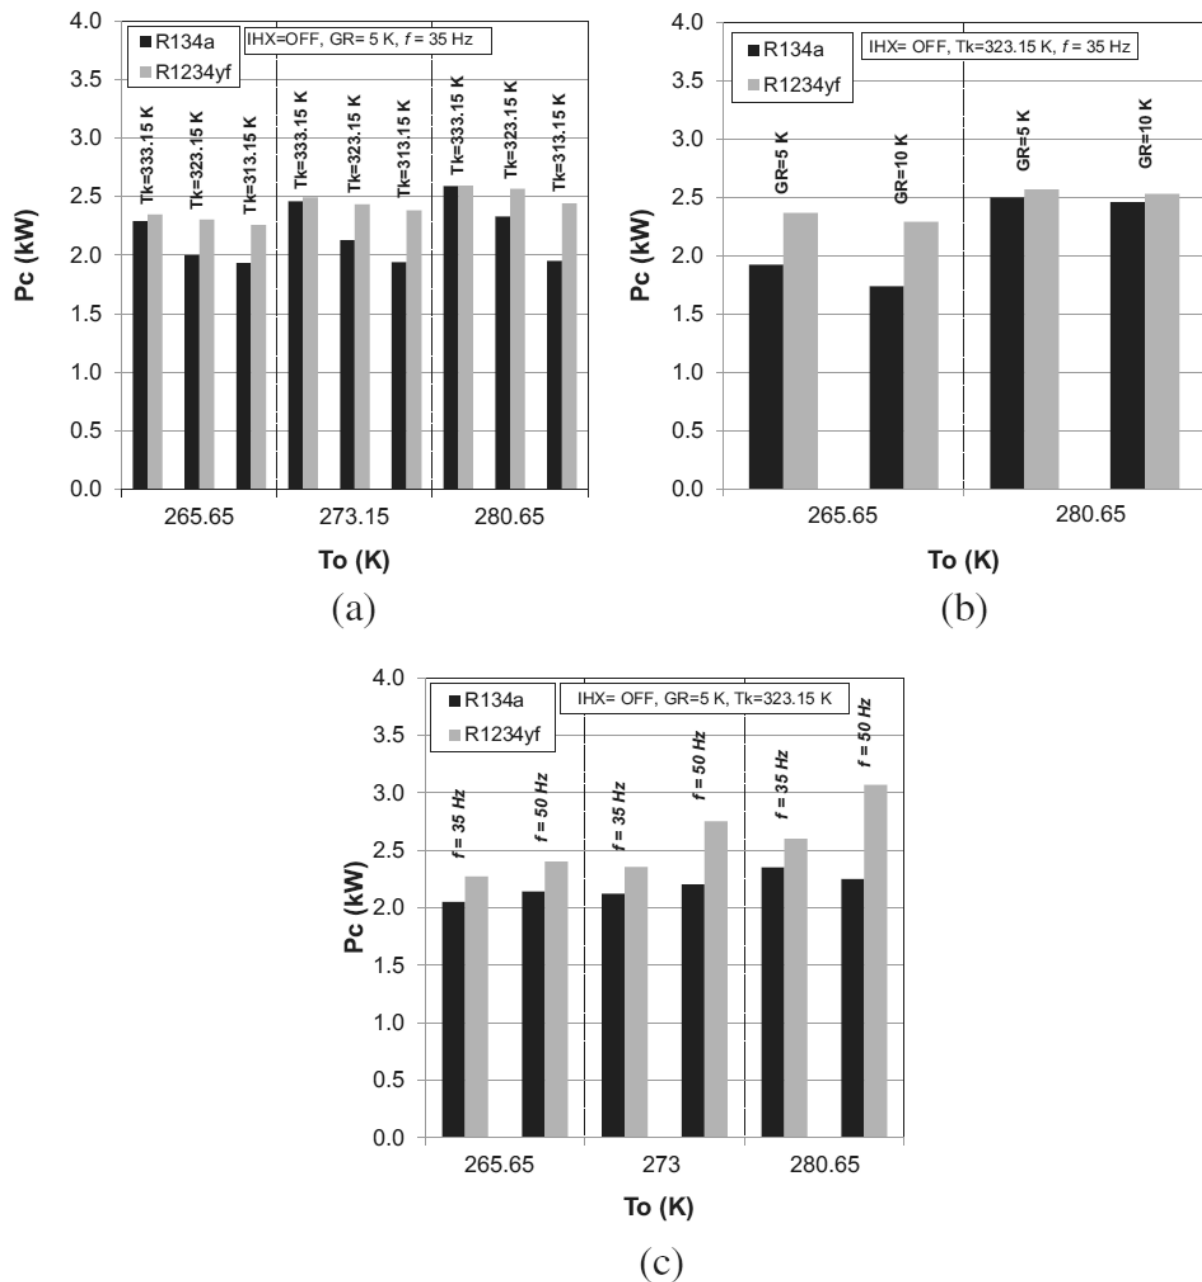 4.0
3.5
3.0
2.5
2.0
1.5
1.0
0.5
0.0
Pc (kW)
R134a
R1234yf
IHX=OFF, GR= 5 K, f = 35 Hz
Tk=333.15 K
Tk=323.15 K
Tk=313.15 K
Tk=333.15 K
Tk=323.15 K
Tk=313.15 K
Tk=333.15 K
Tk=323.15 K
Tk=313.15 K
265.65
273.15
280.65
To (K)
(a)
4.0
3.5
3.0
2.5
2.0
1.5
1.0
0.5
0.0
Pc (kW)
R134a
R1234yf
IHX= OFF, Tk=323.15 K, f = 35 Hz
GR=5 K
GR=10 K
GR=5 K
GR=10 K
265.65
280.65
To (K)
(b)
4.0
3.5
3.0
2.5
2.0
1.5
1.0
0.5
0.0
Pc (kW)
R134a
R1234yf
IHX= OFF, GR=5 K, Tk=323.15 K
f = 35 Hz
f = 50 Hz
f = 35 Hz
f = 50 Hz
f = 35 Hz
f = 50 Hz
265.65
273
280.65
To (K)
(c)